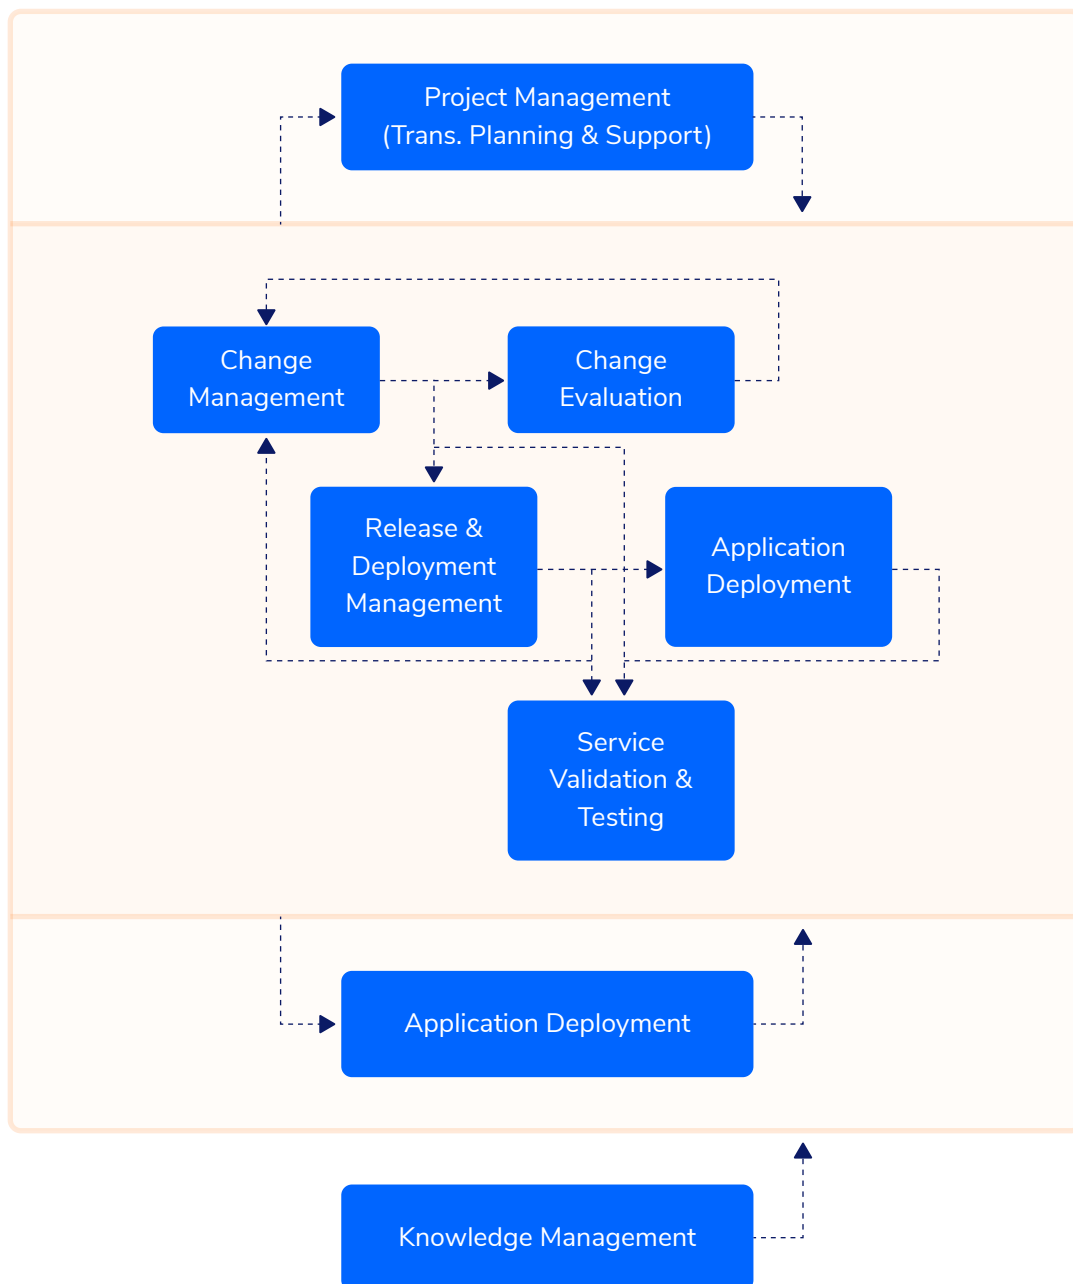 Project Management
(Trans. Planning & Support)
Change
Management
Change
Evaluation
Release &
Deployment
Management
Application
Deployment
Service
Validation &
Testing
Application Deployment
Knowledge Management